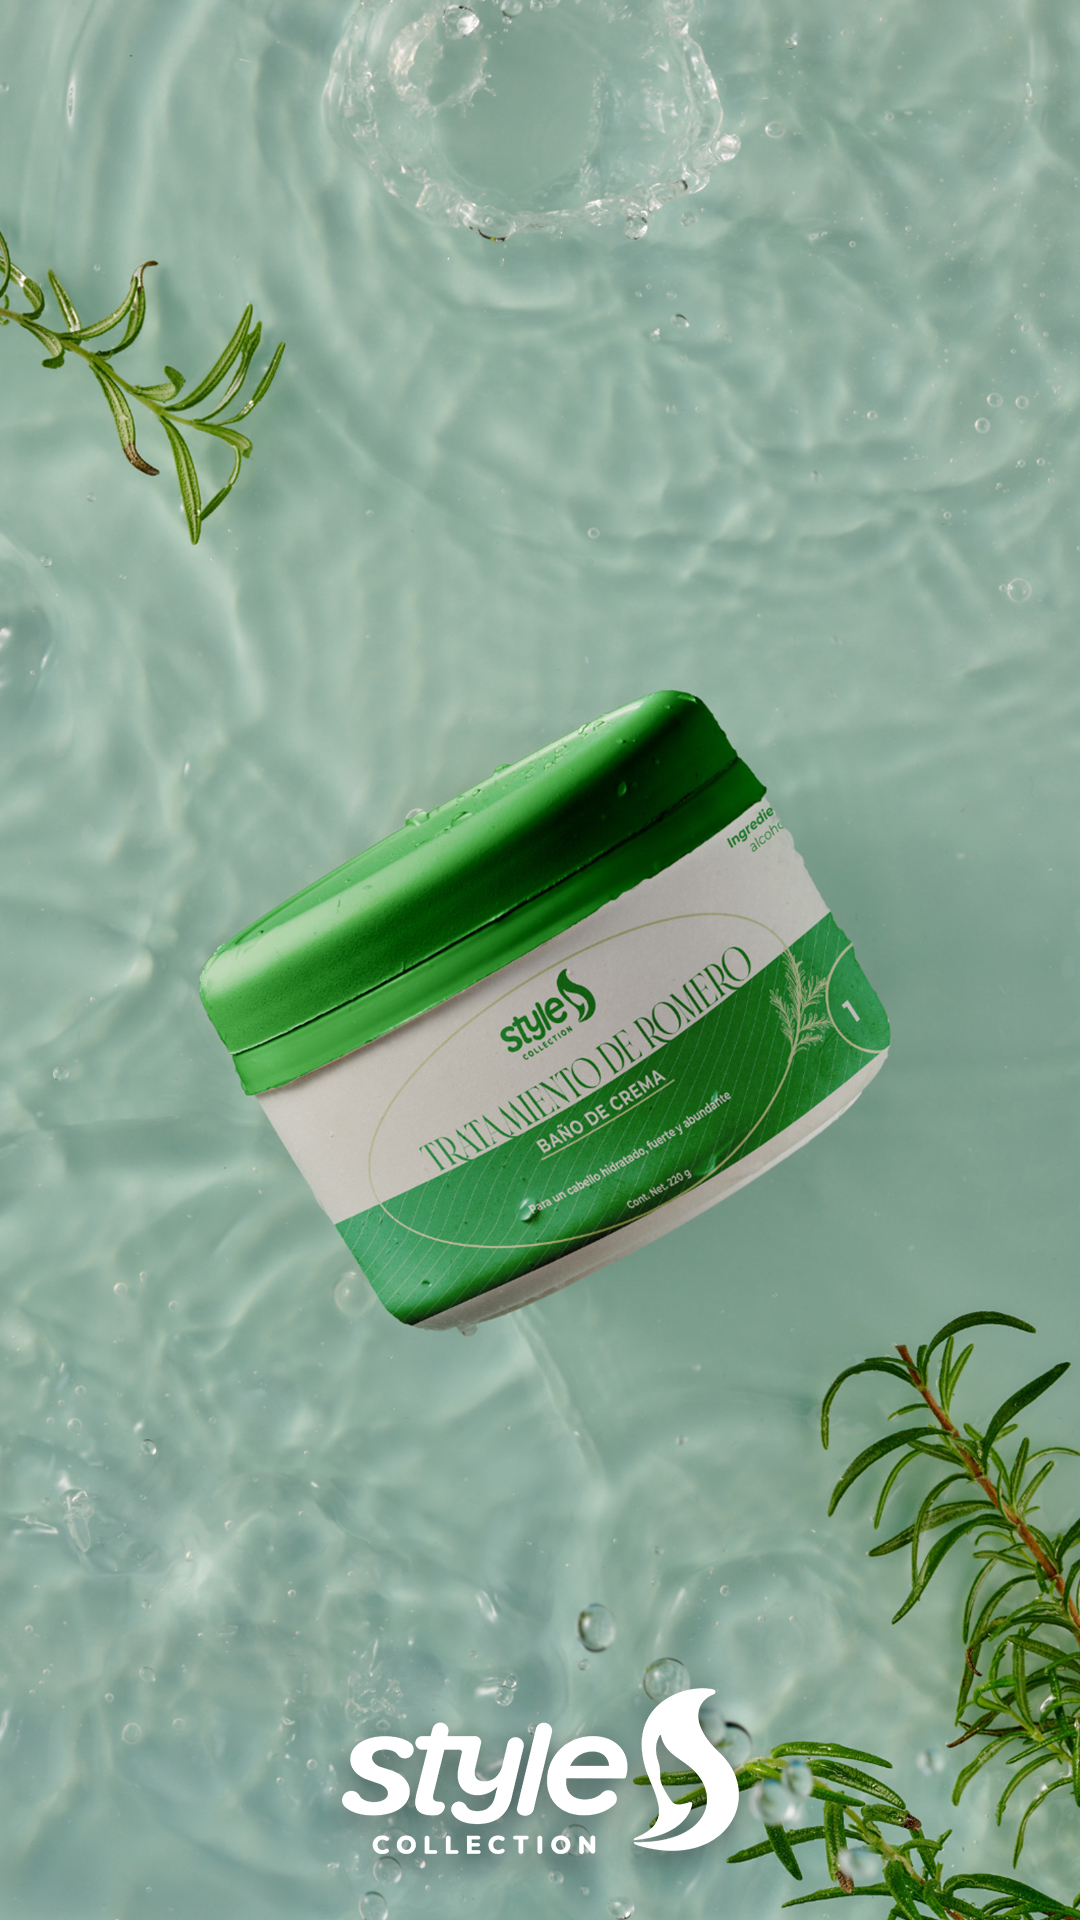 Ingredie
alcoho
style
COLLECTION
TRATAMIENTO DE ROMERO
BAÑO DE CREMA
Para un cabello hidratado, fuerte y abundante
Cont. Net. 220 g
1
style
COLLECTION